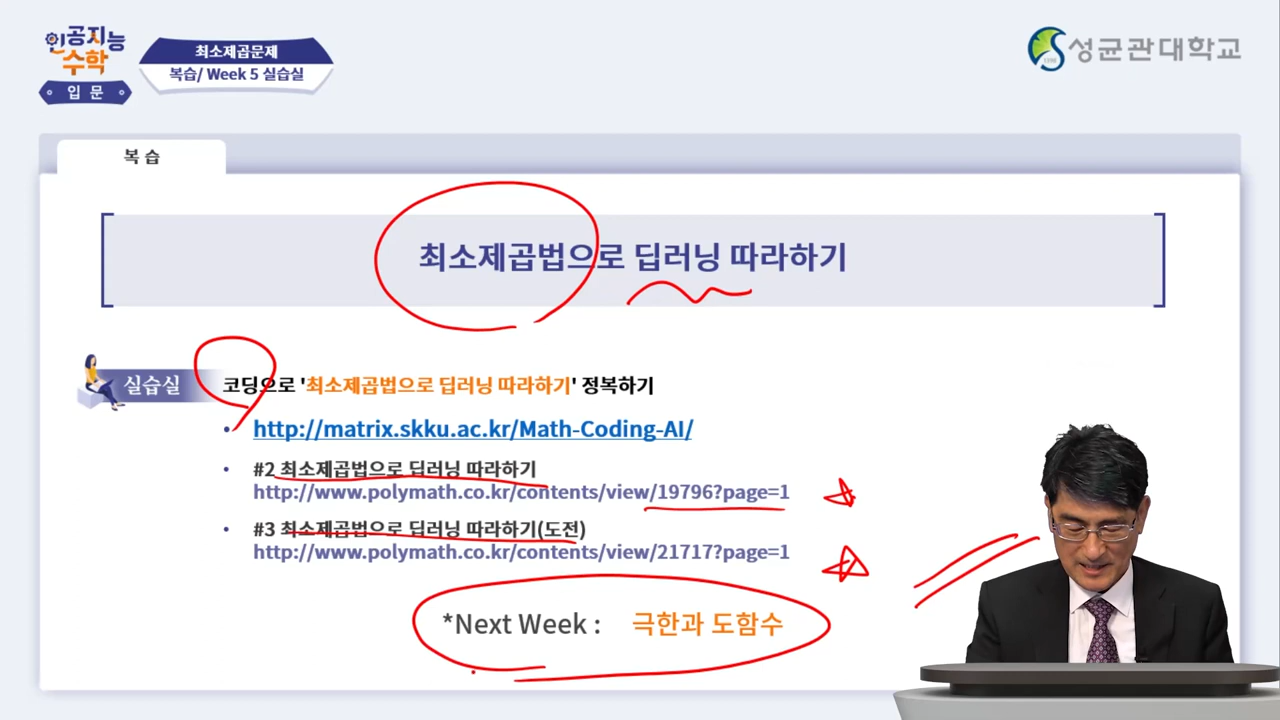 인공지능
수학
입문
최소제곱문제
복습/ Week 5 실습실
성균관대학교
복 습
최소제곱법으로 딥러닝 따라하기
실습실
코딩으로 '최소제곱법으로 딥러닝 따라하기' 정복하기
• http://matrix.skku.ac.kr/Math-Coding-AI/
• #2 최소제곱법으로 딥러닝 따라하기
http://www.polymath.co.kr/contents/view/19796?page=1
• #3 최소제곱법으로 딥러닝 따라하기(도전)
http://www.polymath.co.kr/contents/view/21717?page=1
*Next Week : 극한과 도함수